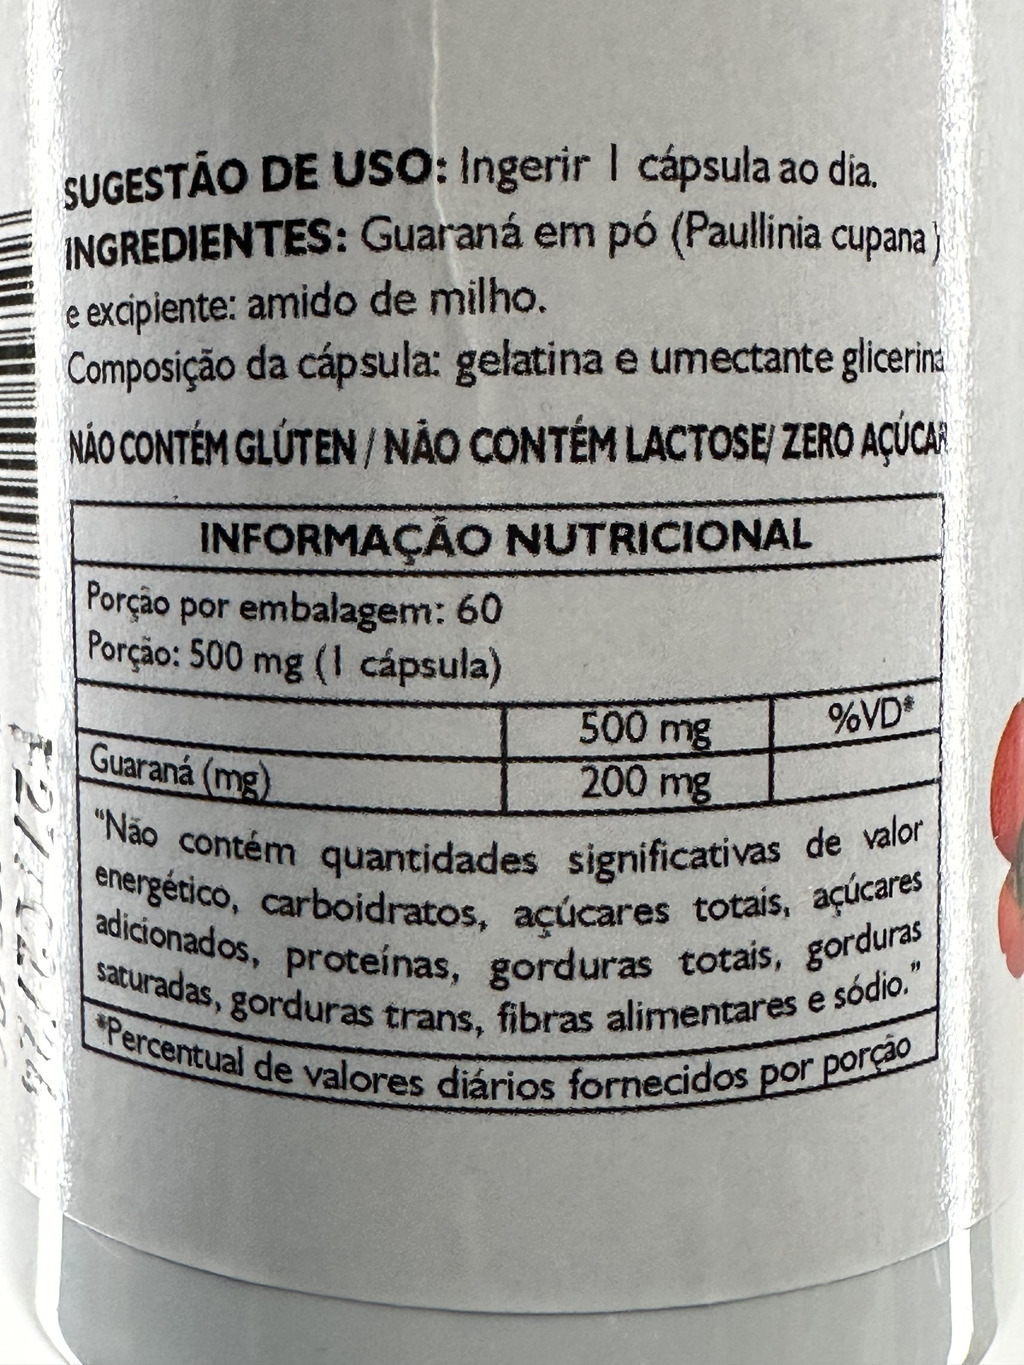 SUGESTÃO DE USO: Ingerir 1 cápsula ao dia.
INGREDIENTES: Guaraná em pó (Paullinia cupana)
e excipiente: amido de milho.
Composição da cápsula: gelatina e umectante glicerina
NÃO CONTÉM GLÚTEN / NÃO CONTÉM LACTOSE/ ZERO AÇÚCAR
INFORMAÇÃO NUTRICIONAL
Porção por embalagem: 60
Porção: 500 mg (1 cápsula)
500 mg %VD*
Guaraná (mg) 200 mg
"Não contém quantidades significativas de valor
energético, carboidratos, açúcares totais, açúcares
adicionados, proteínas, gorduras totais, gorduras
saturadas, gorduras trans, fibras alimentares e sódio."
*Percentual de valores diários fornecidos por porção